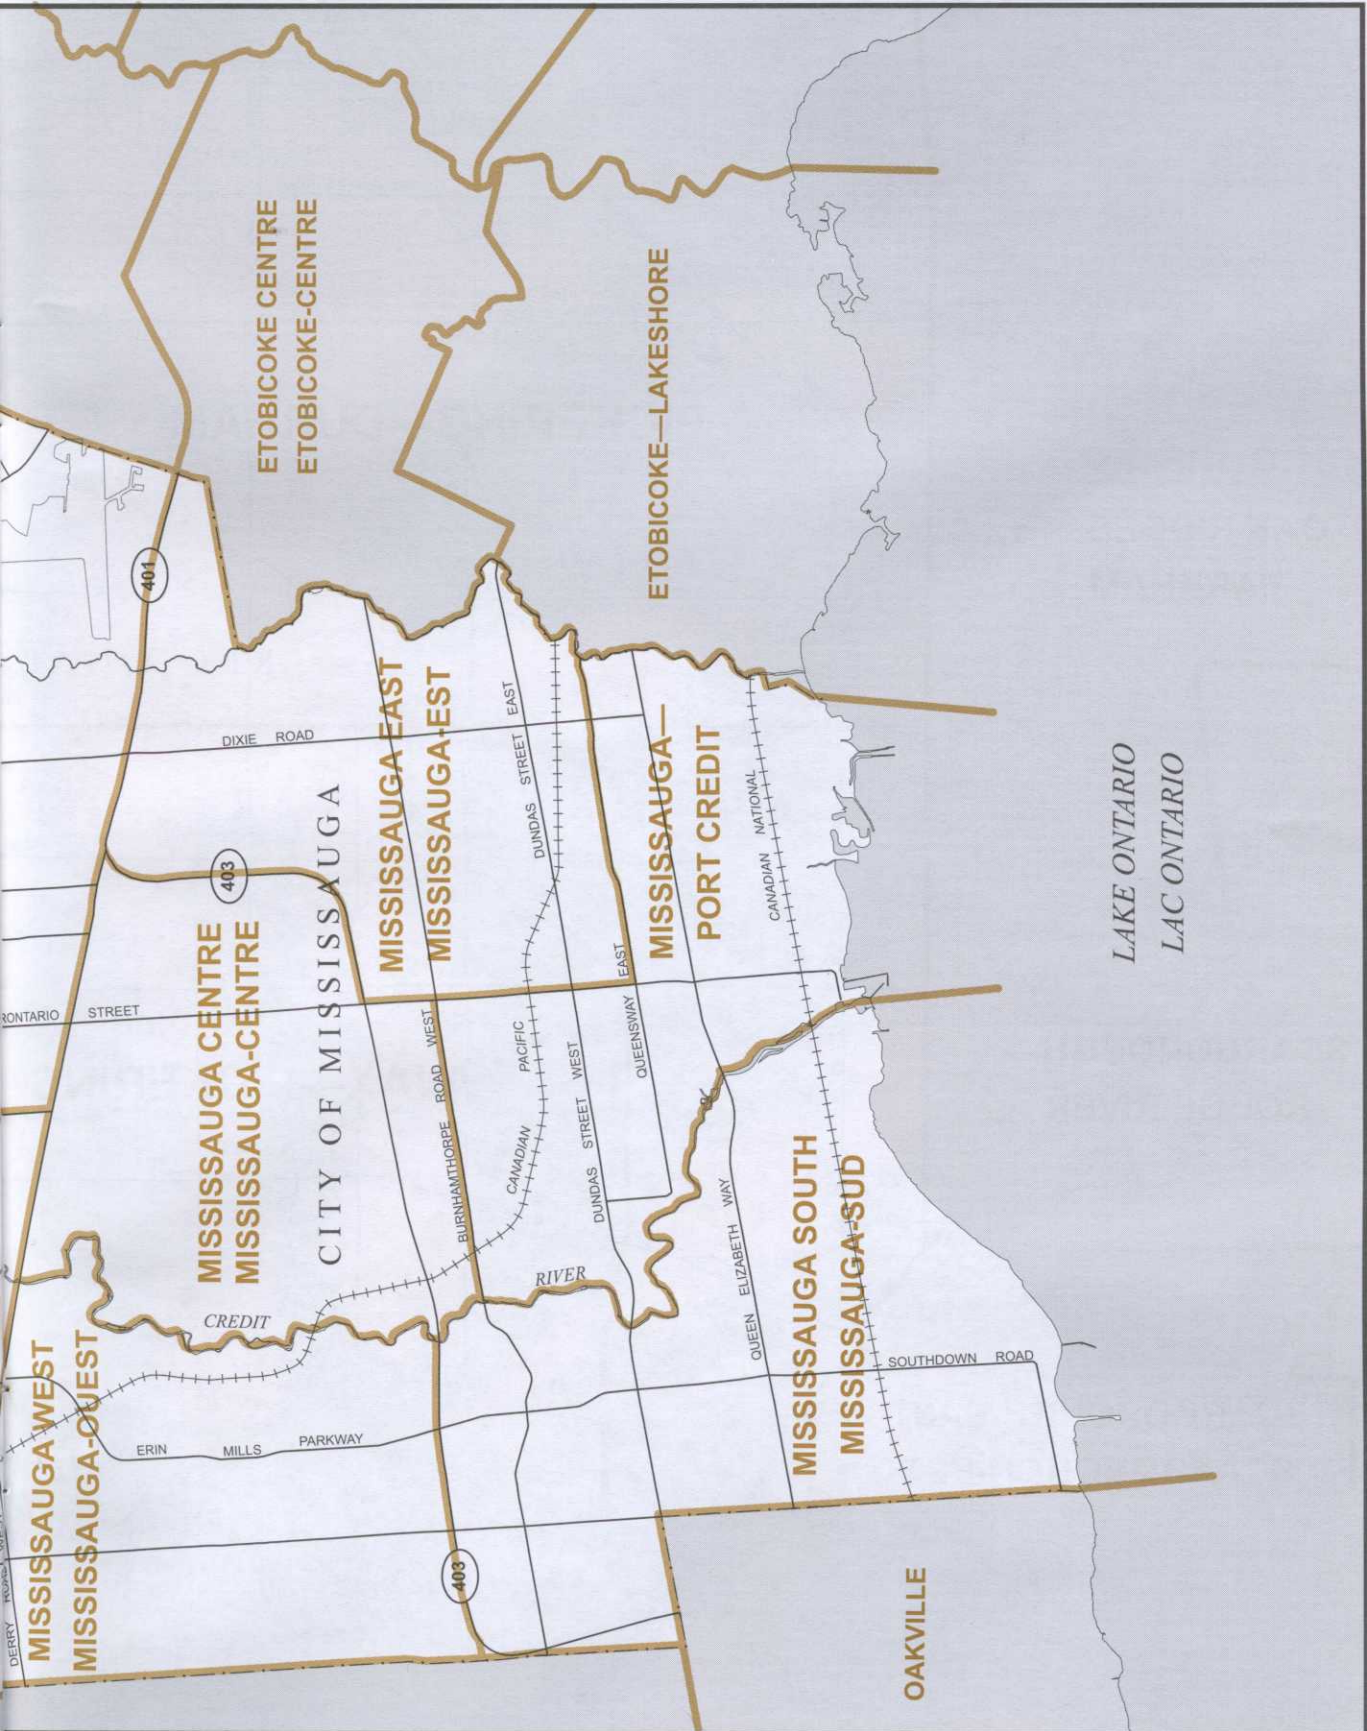 ETOBICOKE CENTRE
ETOBICOKE-CENTRE
ETOBICOKE—LAKESHORE
401
DIXIE ROAD
MISSISSAUGA EAST
MISSISSAUGA-EST
DUNDAS STREET EAST
MISSISSAUGA—
PORT CREDIT
CANADIAN NATIONAL
403
MISSISSAUGA CENTRE
MISSISSAUGA-CENTRE
CITY OF MISSISSAUGA
STREET
BURNHAMTHORPE ROAD WEST
CANADIAN PACIFIC
DUNDAS STREET WEST
QUEENSWAY EAST
LAKE ONTARIO
LAC ONTARIO
CREDIT RIVER
QUEEN ELIZABETH WAY
MISSISSAUGA SOUTH
MISSISSAUGA-SUD
SOUTHDOWN ROAD
MISSISSAUGA WEST
MISSISSAUGA-OUEST
ERIN MILLS PARKWAY
DERRY
403
OAKVILLE